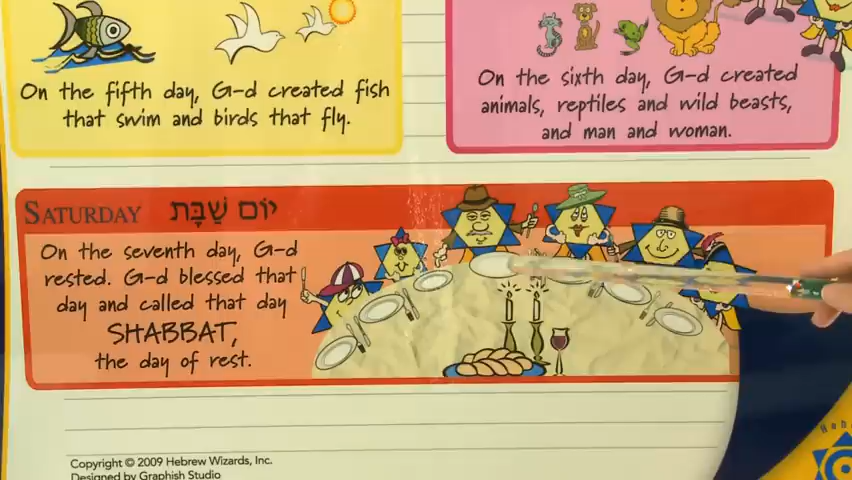 On the fifth day, G-d created fish
that swim and birds that fly.
On the sixth day, G-d created
animals, reptiles and wild beasts,
and man and woman.
SATURDAY יוֹם שַׁבָּת
On the seventh day, G-d
rested. G-d blessed that
day and called that day
SHABBAT,
the day of rest.
Copyright © 2009 Hebrew Wizards, Inc.
Designed by Graphish Studio